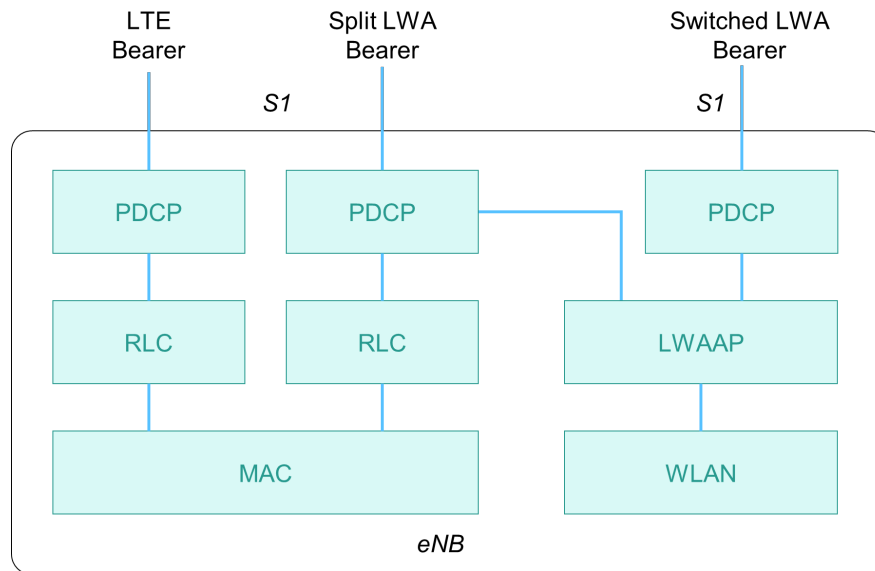 LTE
Bearer
Split LWA
Bearer
Switched LWA
Bearer
S1
S1
PDCP
PDCP
PDCP
RLC
RLC
LWAAP
MAC
WLAN
eNB